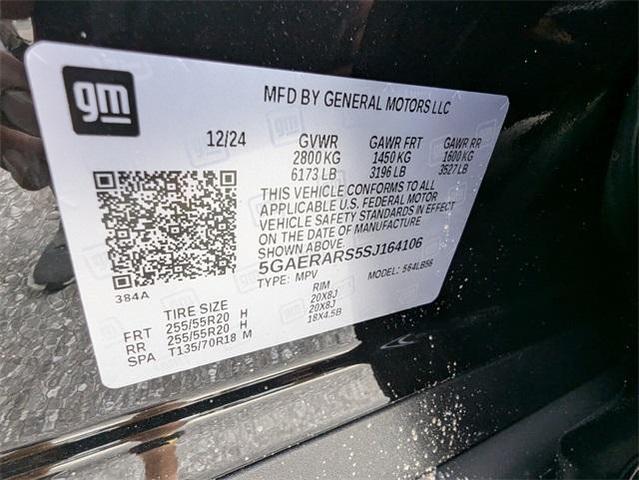 gm
MFD BY GENERAL MOTORS LLC
12/24 GVWR GAWR FRT GAWR RR
2800 KG 1450 KG 1600 KG
6173 LB 3196 LB 3527 LB
THIS VEHICLE CONFORMS TO ALL
APPLICABLE U.S. FEDERAL MOTOR
VEHICLE SAFETY STANDARDS IN EFFECT
ON THE DATE OF MANUFACTURE
SHOWN ABOVE.
5GAERARS5SJ164106
TYPE: MPV MODEL: 564LB56
384A
TIRE SIZE RIM
FRT 255/55R20 H 20X8J
RR 255/55R20 H 20X8J
SPA T135/70R18 M 18X4.5B